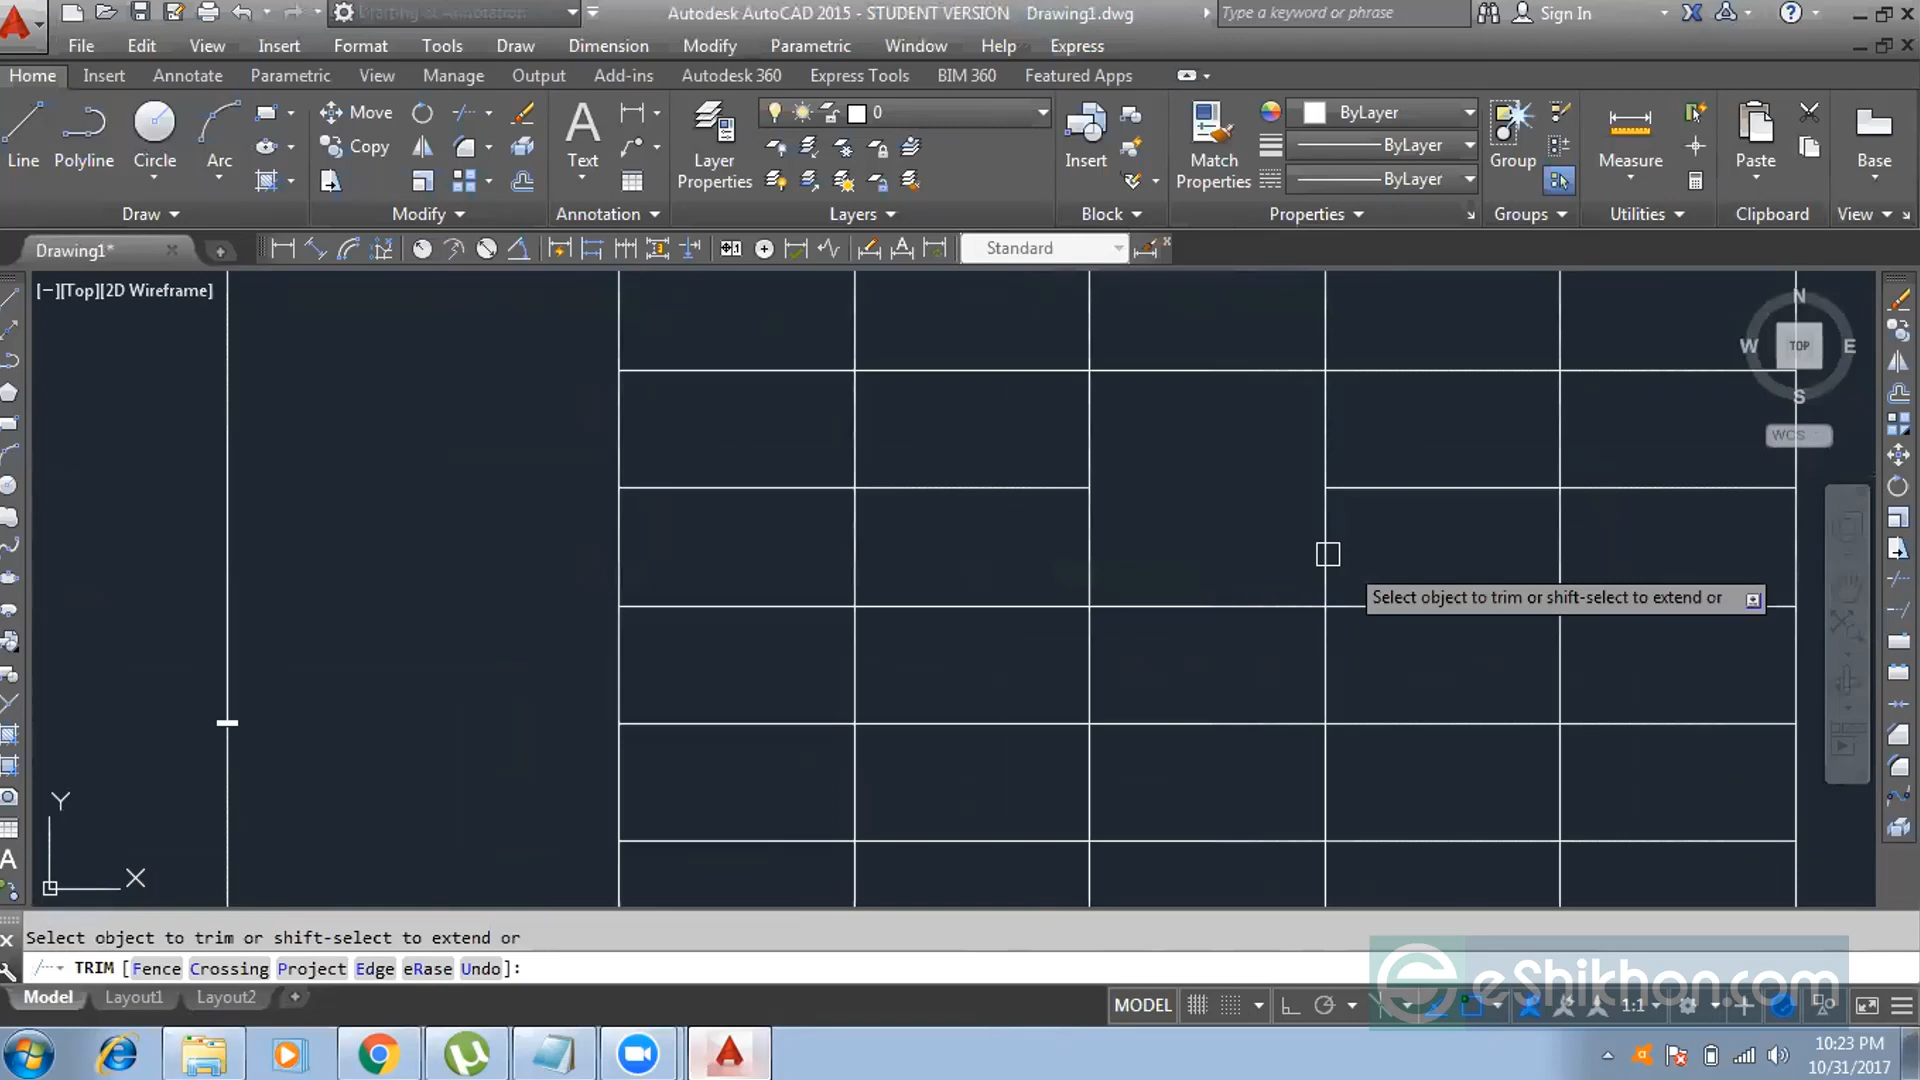 Drafting & Annotation
Autodesk AutoCAD 2015 - STUDENT VERSION Drawing1.dwg
Type a keyword or phrase
Sign In
File Edit View Insert Format Tools Draw Dimension Modify Parametric Window Help Express
Home Insert Annotate Parametric View Manage Output Add-ins Autodesk 360 Express Tools BIM 360 Featured Apps
Line Polyline Circle Arc
Move
Copy
Text
Layer Properties
0
Insert
Match Properties
ByLayer
ByLayer
ByLayer
Group
Measure
Paste
Base
Draw Modify Annotation Layers Block Properties Groups Utilities Clipboard View
Drawing1*
Standard
[−][Top][2D Wireframe]
N
W TOP E
S
WCS
Select object to trim or shift-select to extend or
Y
X
Select object to trim or shift-select to extend or
TRIM [Fence Crossing Project Edge eRase Undo]:
eShikhon.com
Model Layout1 Layout2
MODEL
1:1
10:23 PM
10/31/2017